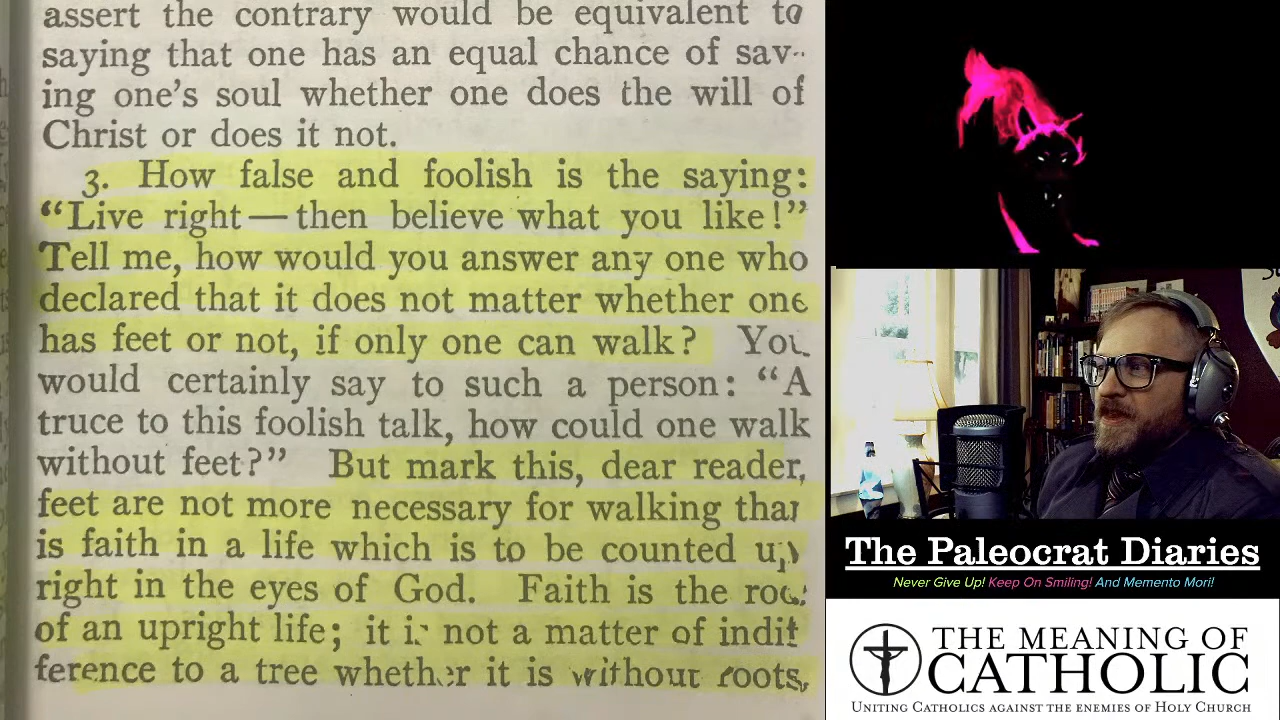 assert the contrary would be equivalent to
saying that one has an equal chance of sav-
ing one's soul whether one does the will of
Christ or does it not.
3. How false and foolish is the saying:
“Live right—then believe what you like!”
Tell me, how would you answer any one who
declared that it does not matter whether one
has feet or not, if only one can walk? You
would certainly say to such a person: “A
truce to this foolish talk, how could one walk
without feet?” But mark this, dear reader,
feet are not more necessary for walking than
is faith in a life which is to be counted up
right in the eyes of God. Faith is the root
of an upright life; it is not a matter of indif
ference to a tree whether it is without roots,
The Paleocrat Diaries
Never Give Up! Keep On Smiling! And Memento Mori!
THE MEANING OF
CATHOLIC
UNITING CATHOLICS AGAINST THE ENEMIES OF HOLY CHURCH